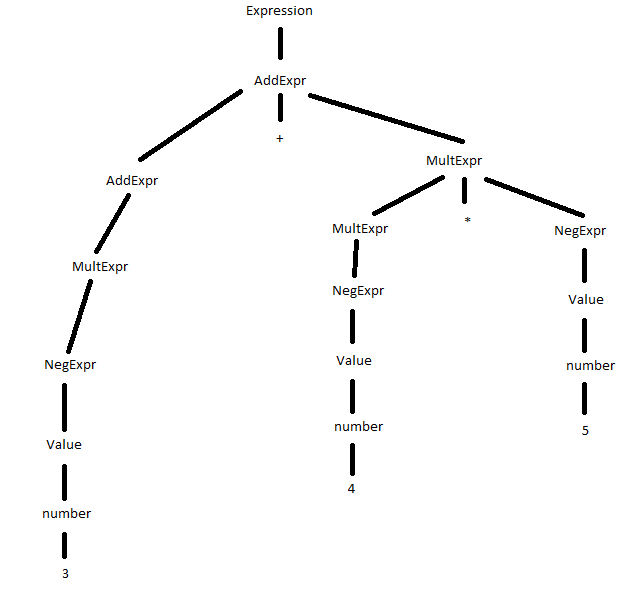 Expression
AddExpr
+
MultExpr
AddExpr
MultExpr
*
NegExpr
MultExpr
NegExpr
Value
NegExpr
Value
number
Value
number
5
number
4
3